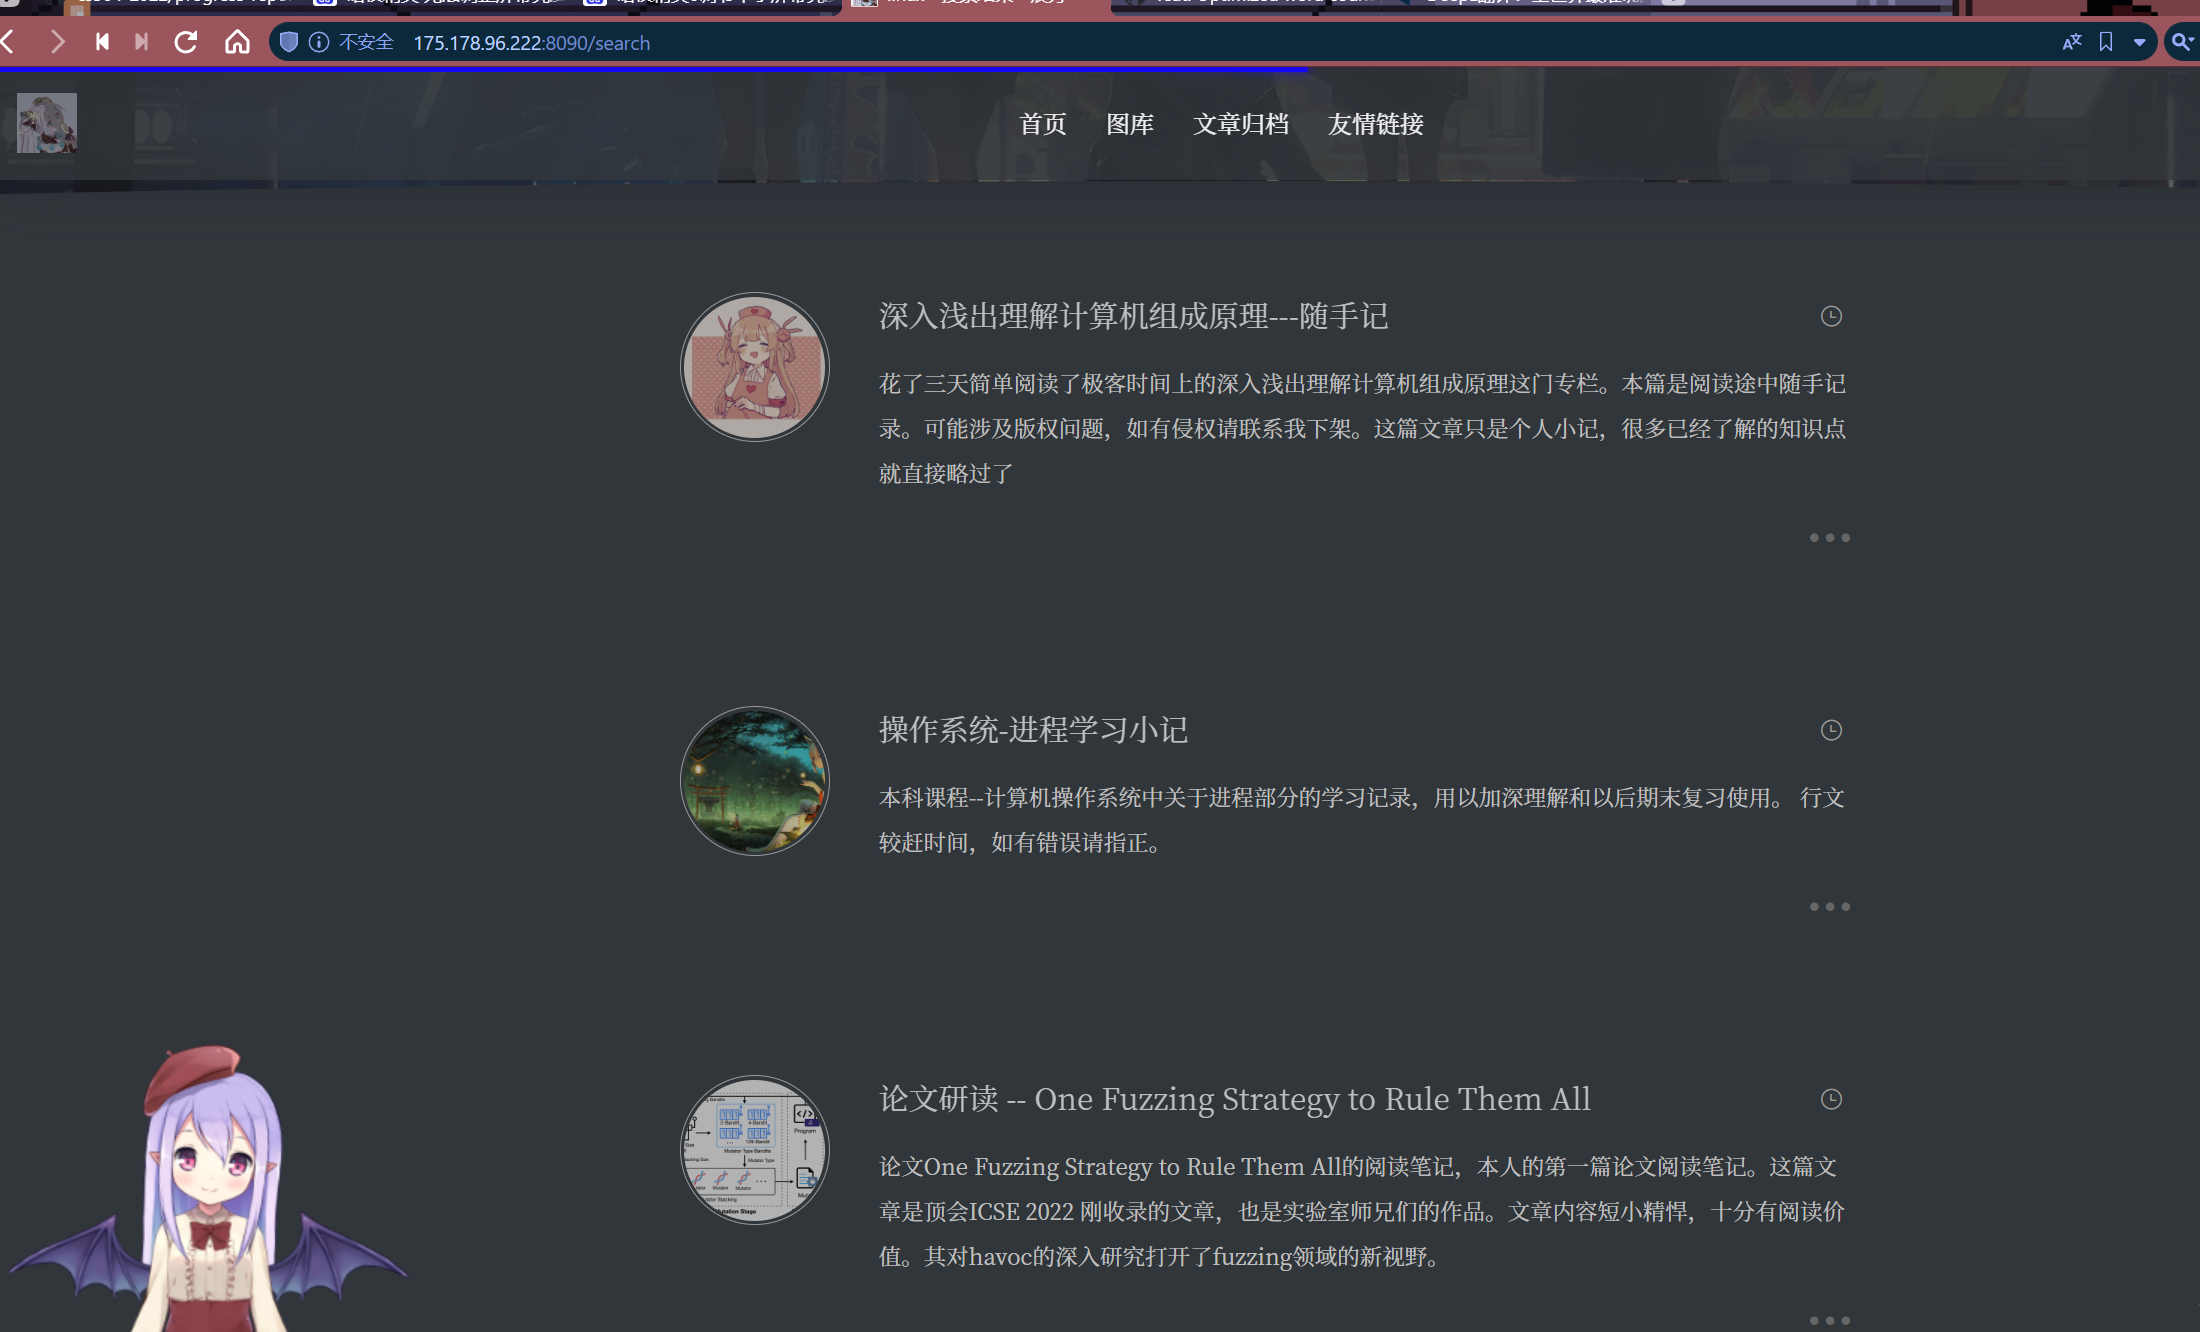 不安全 175.178.96.222:8090/search
首页 图库 文章归档 友情链接
深入浅出理解计算机组成原理---随手记
花了三天简单阅读了极客时间上的深入浅出理解计算机组成原理这门专栏。本篇是阅读途中随手记
录。可能涉及版权问题，如有侵权请联系我下架。这篇文章只是个人小记，很多已经了解的知识点
就直接略过了
操作系统-进程学习小记
本科课程--计算机操作系统中关于进程部分的学习记录，用以加深理解和以后期末复习使用。 行文
较赶时间，如有错误请指正。
论文研读 -- One Fuzzing Strategy to Rule Them All
论文One Fuzzing Strategy to Rule Them All的阅读笔记，本人的第一篇论文阅读笔记。这篇文
章是顶会ICSE 2022 刚收录的文章，也是实验室师兄们的作品。文章内容短小精悍，十分有阅读价
值。其对havoc的深入研究打开了fuzzing领域的新视野。
Program
Mutator Type Bandits
Mutator Type
Mutator